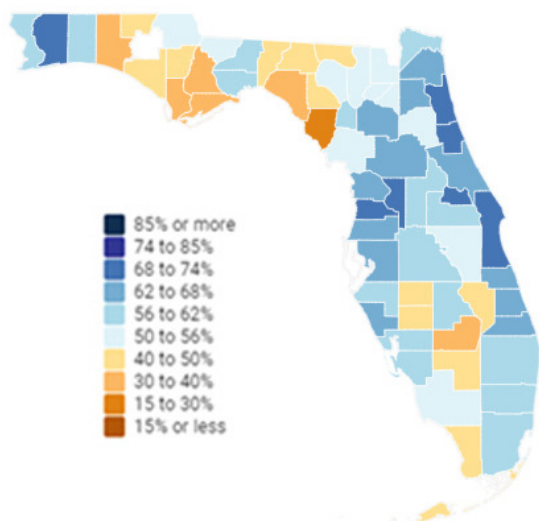 85% or more
74 to 85%
68 to 74%
62 to 68%
56 to 62%
50 to 56%
40 to 50%
30 to 40%
15 to 30%
15% or less